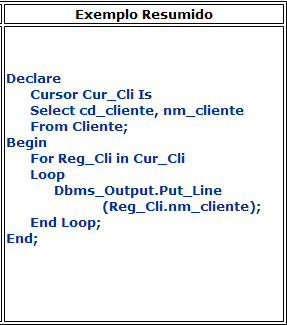 Exemplo Resumido
Declare
Cursor Cur_Cli Is
Select cd_cliente, nm_cliente
From Cliente;
Begin
For Reg_Cli in Cur_Cli
Loop
Dbms_Output.Put_Line
(Reg_Cli.nm_cliente);
End Loop;
End;